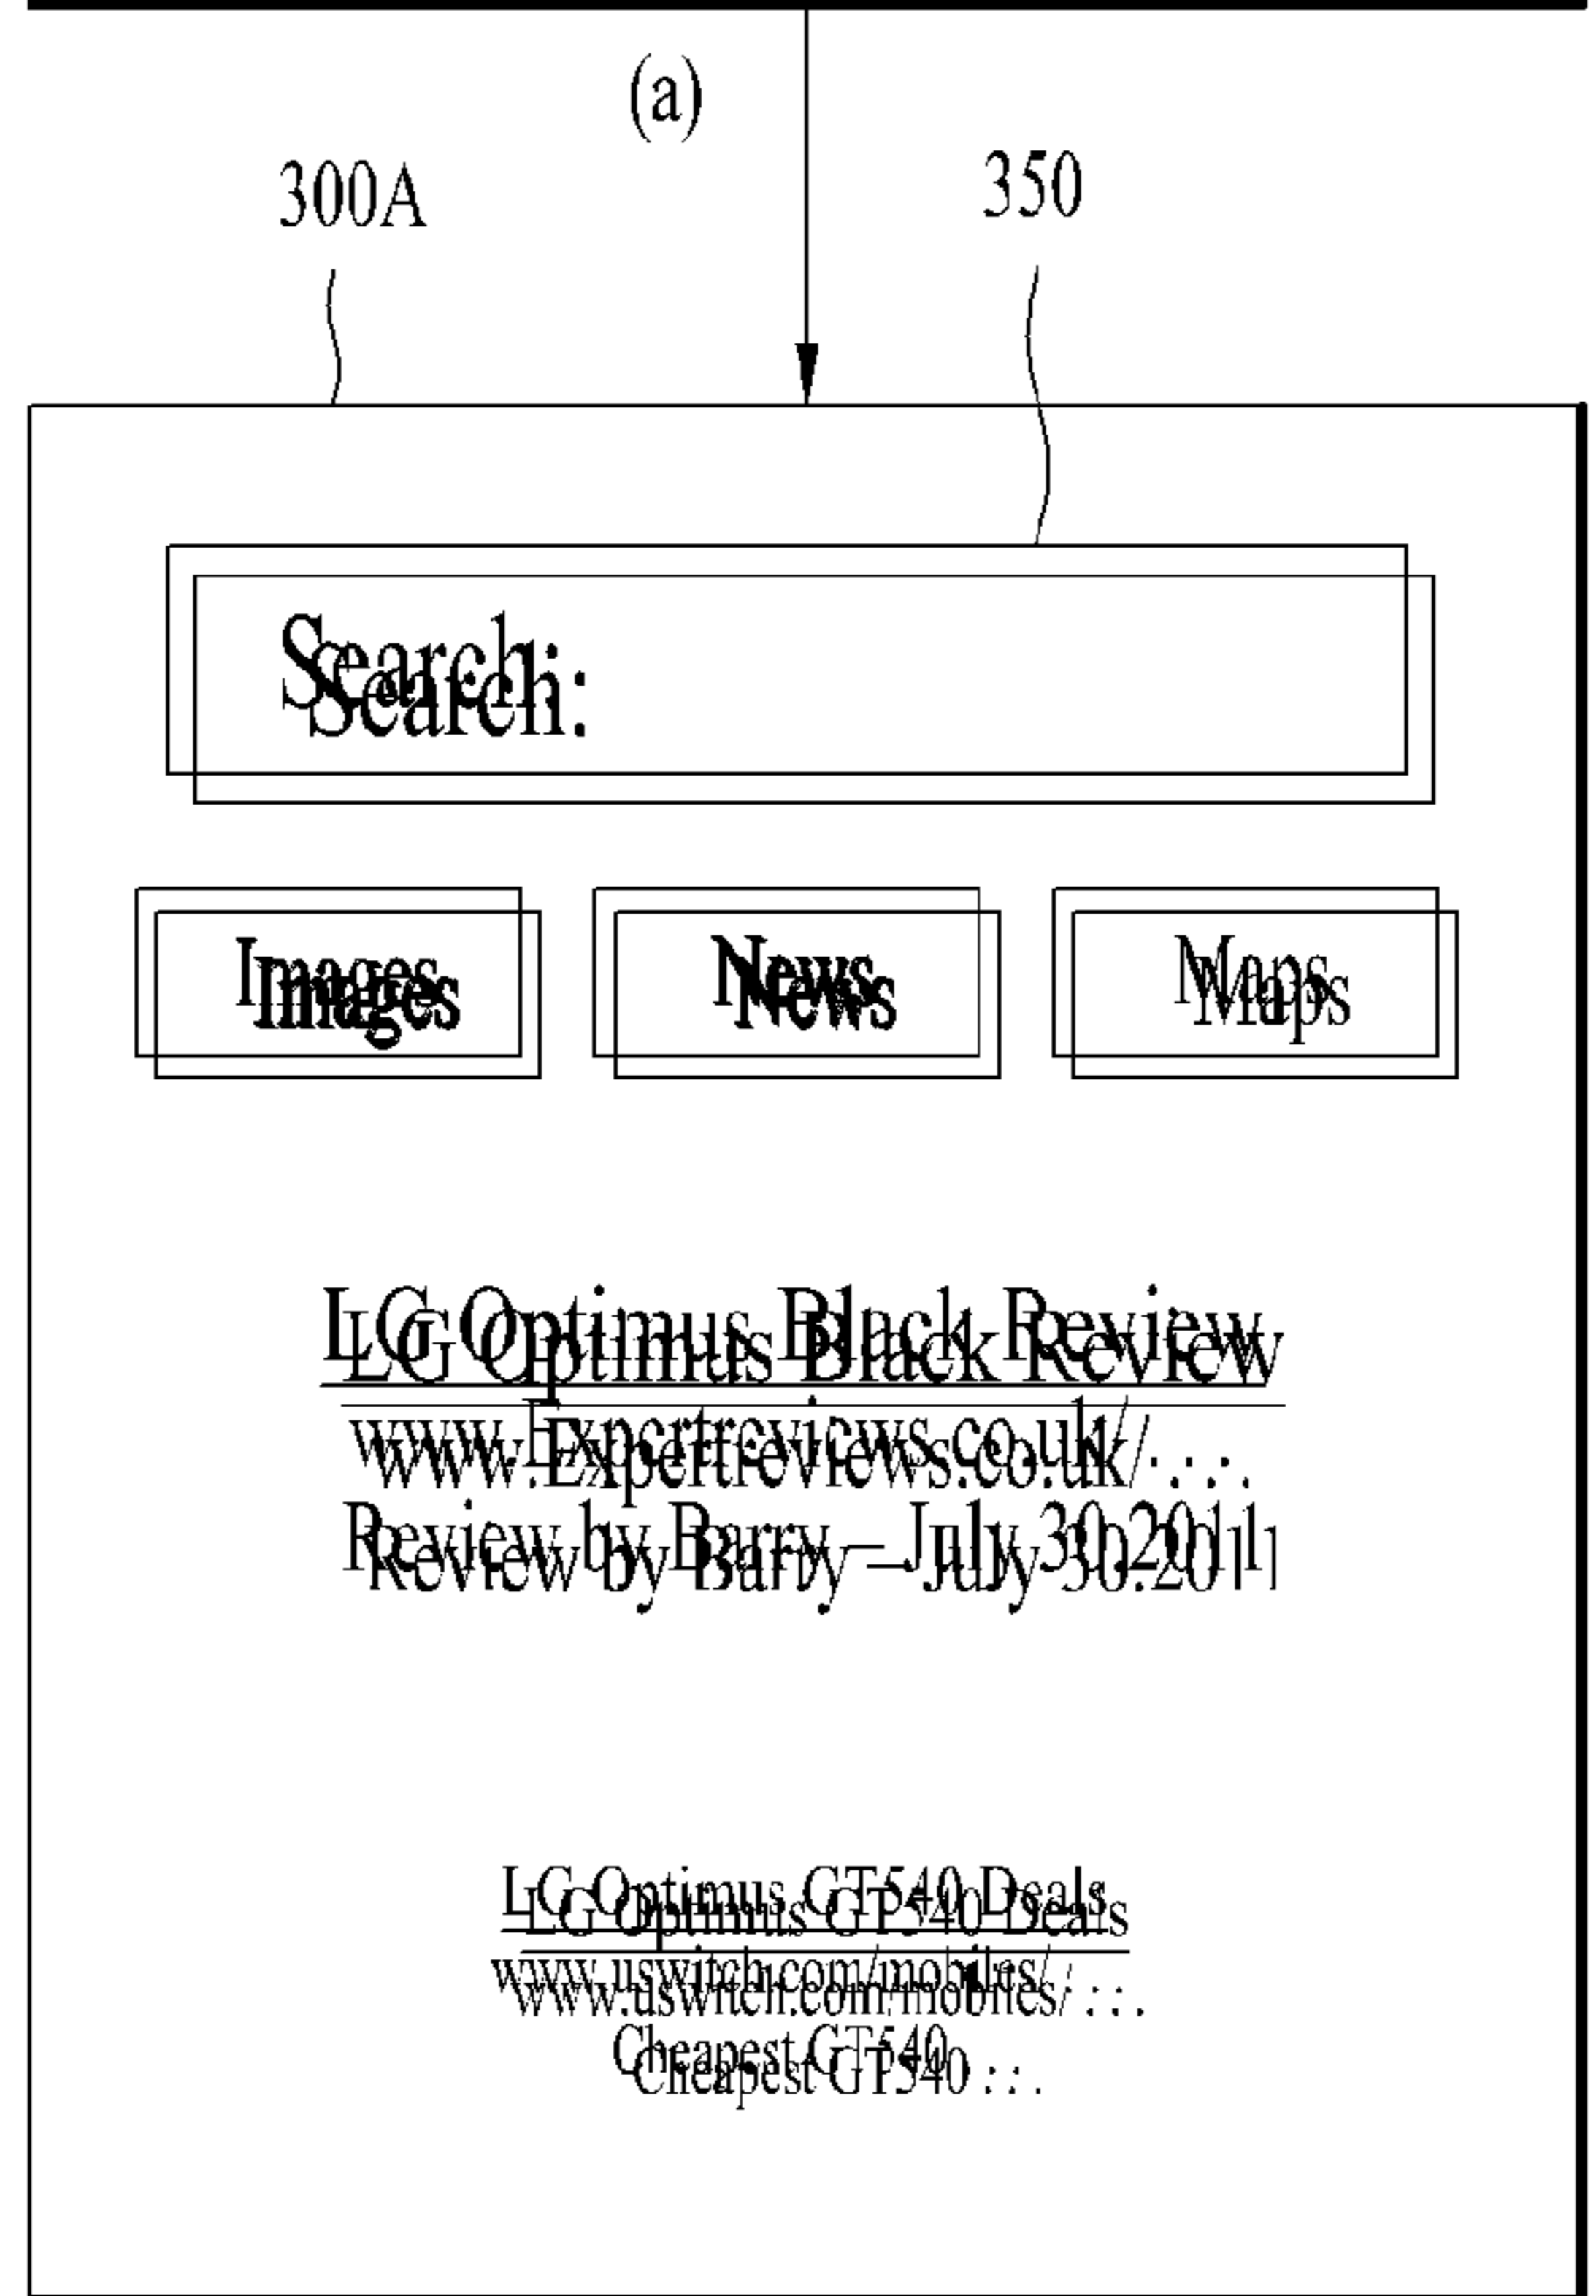 (a)
300A
350
Search:
Images News Maps
LG Optimus Black Review
www.Expertreviews.co.uk/. . . .
Review by Barry – July 30.2011
LG Optimus GT540 Deals
www.uswitch.com/mobiles/ . . .
Cheapest GT540 . . .